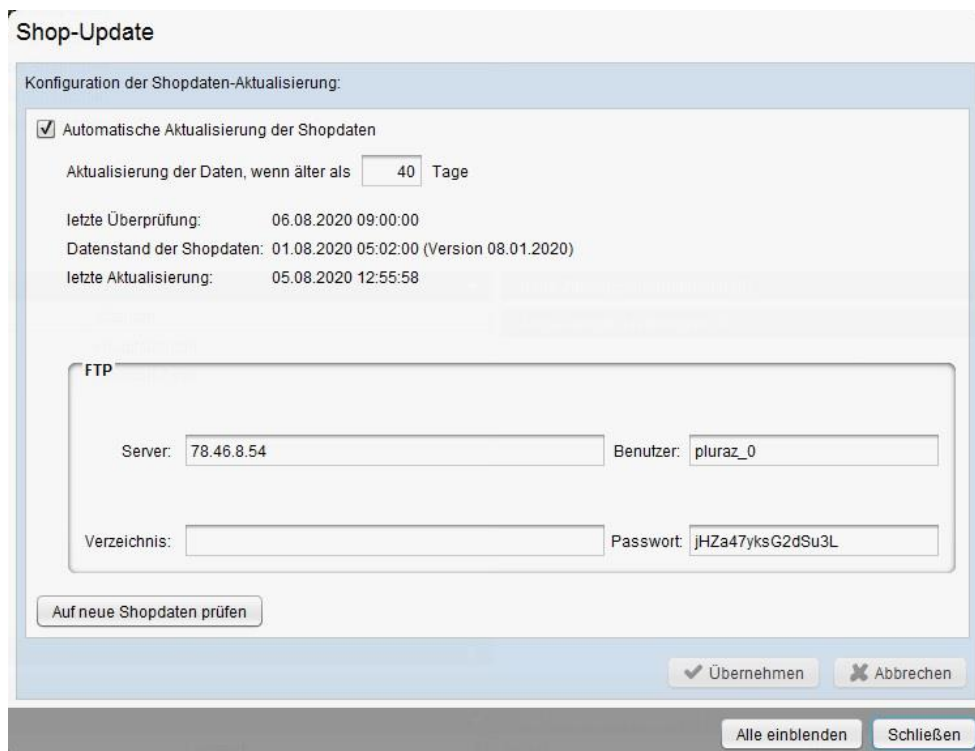 Shop-Update
Konfiguration der Shopdaten-Aktualisierung:
Automatische Aktualisierung der Shopdaten
Aktualisierung der Daten, wenn älter als 40 Tage
letzte Überprüfung: 06.08.2020 09:00:00
Datenstand der Shopdaten: 01.08.2020 05:02:00 (Version 08.01.2020)
letzte Aktualisierung: 05.08.2020 12:55:58
FTP
Server: 78.46.8.54 Benutzer: pluraz_0
Verzeichnis: Passwort: jHZa47yksG2dSu3L
Auf neue Shopdaten prüfen
Übernehmen Abbrechen
Alle einblenden Schließen